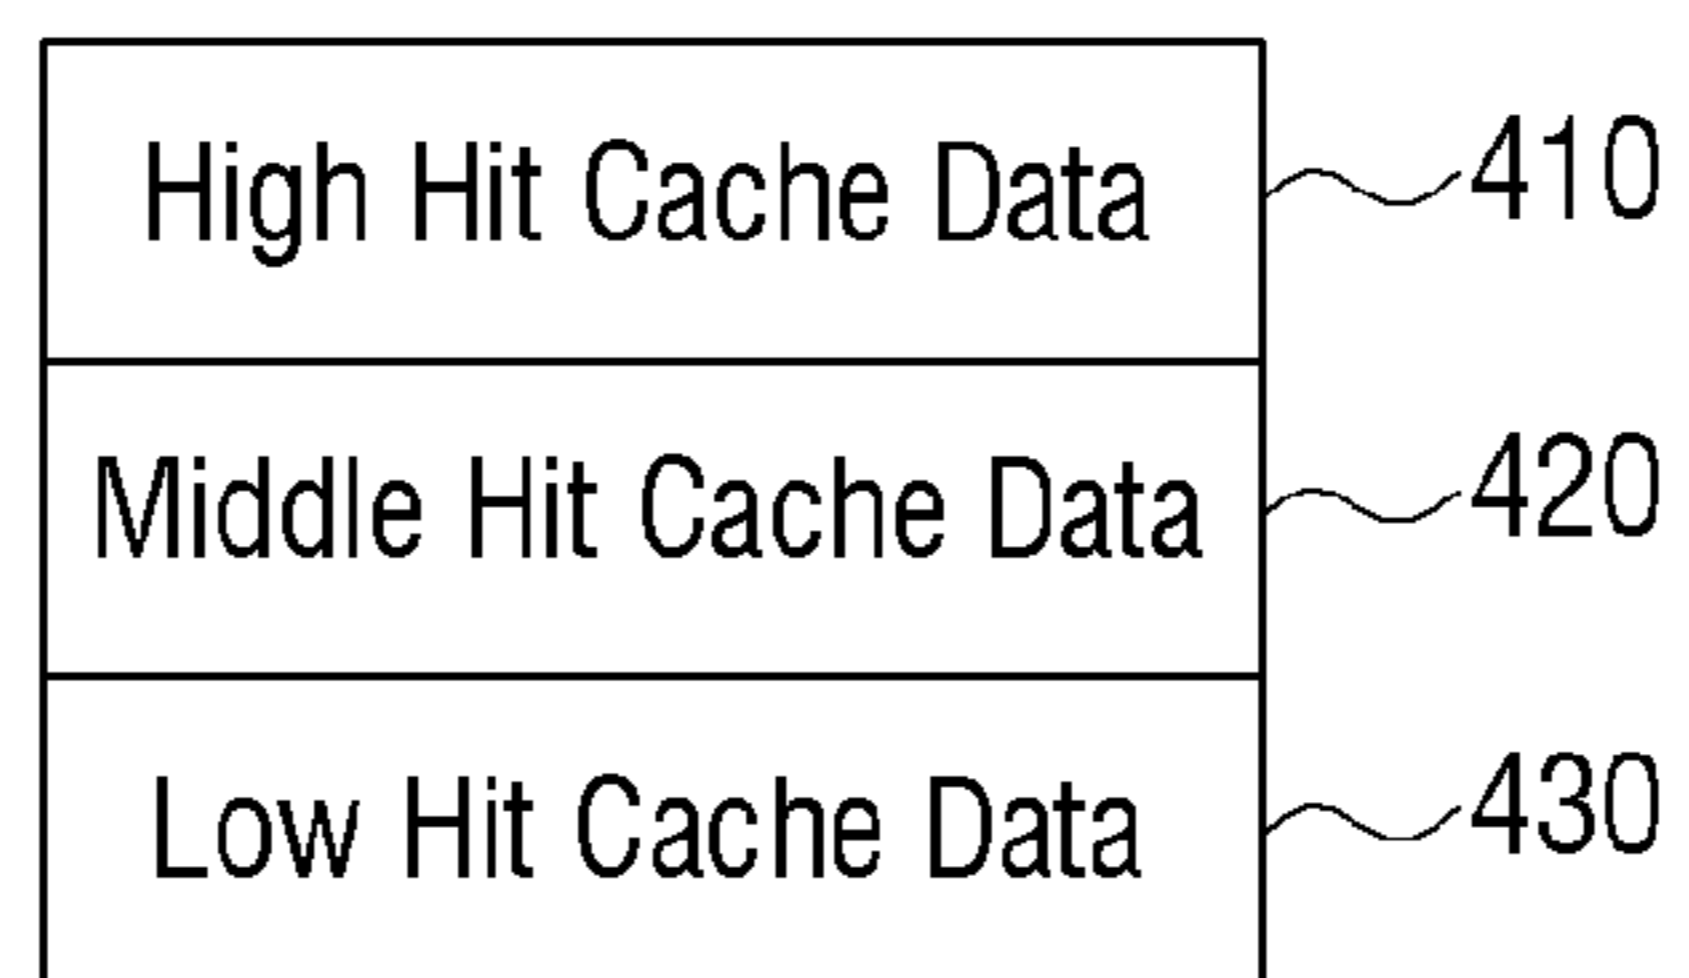 High Hit Cache Data 410
Middle Hit Cache Data 420
Low Hit Cache Data 430